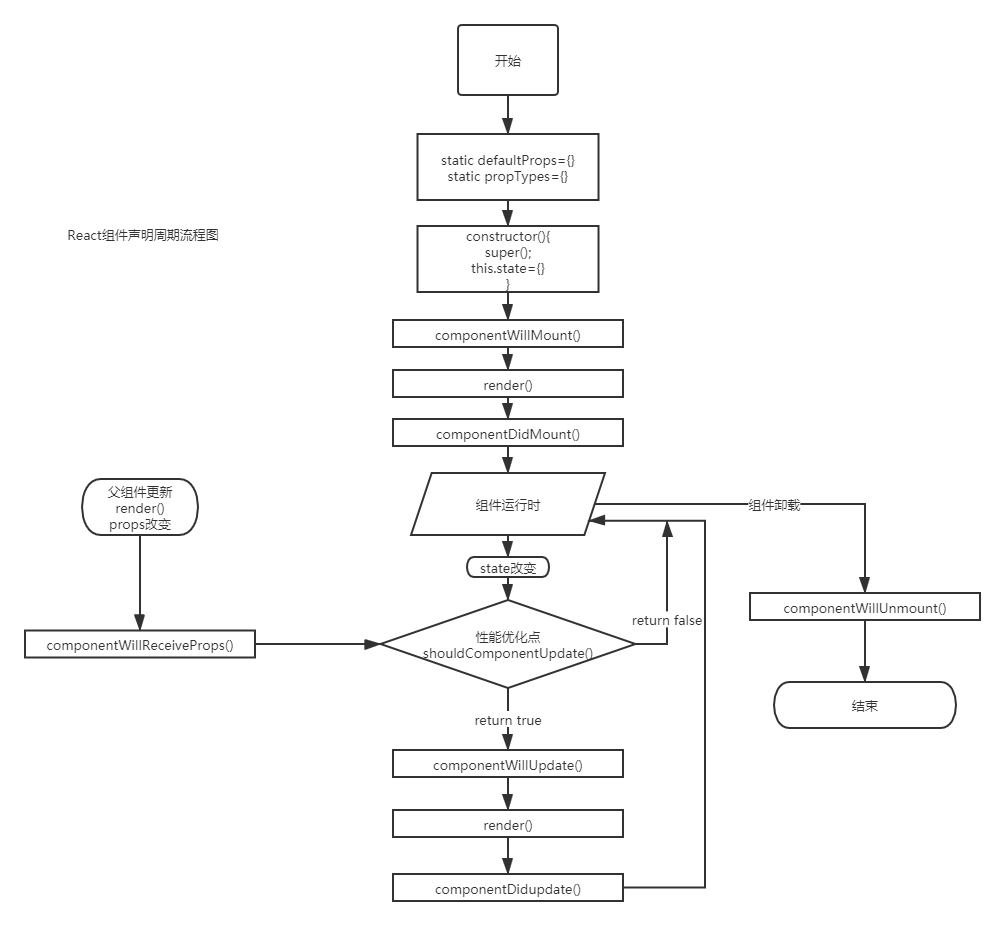 开始
static defaultProps={}
static propTypes={}
React组件声明周期流程图
constructor(){
super();
this.state={}
}
componentWillMount()
render()
componentDidMount()
父组件更新
render()
props改变
组件运行时
组件卸载
state改变
componentWillUnmount()
return false
性能优化点
shouldComponentUpdate()
componentWillReceiveProps()
结束
return true
componentWillUpdate()
render()
componentDidupdate()